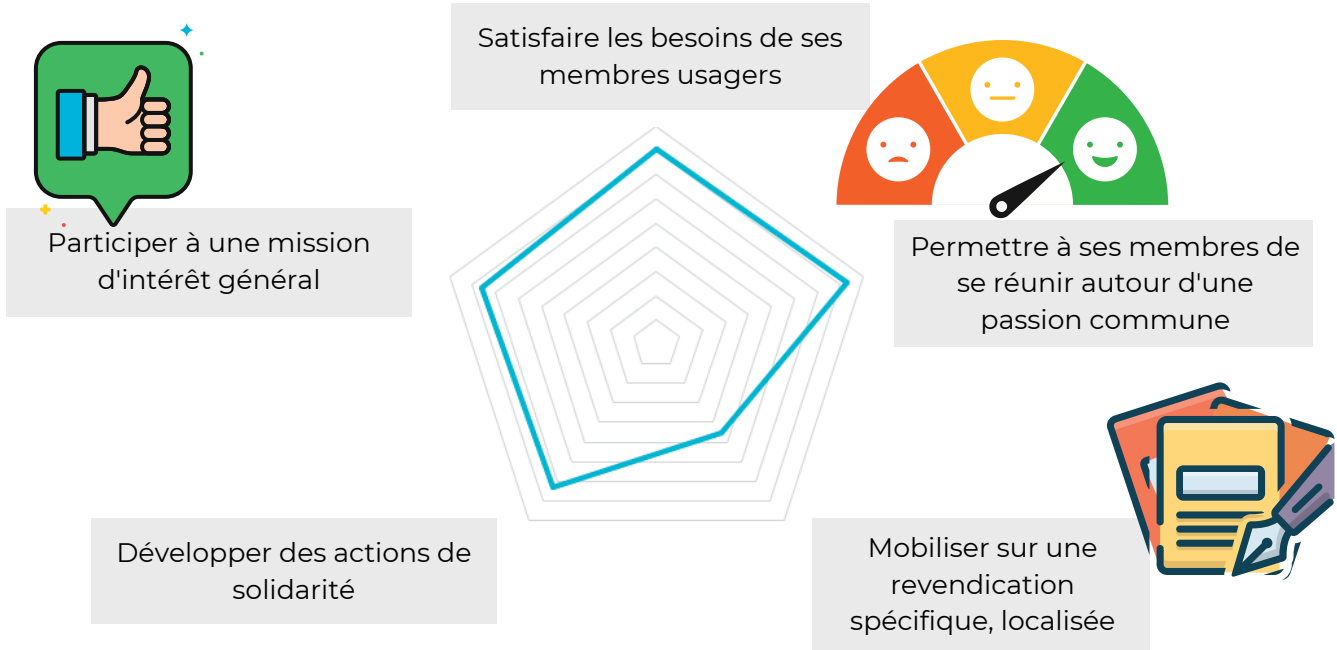 Satisfaire les besoins de ses
membres usagers
Participer à une mission
d'intérêt général
Permettre à ses membres de
se réunir autour d'une
passion commune
Développer des actions de
solidarité
Mobiliser sur une
revendication
spécifique, localisée